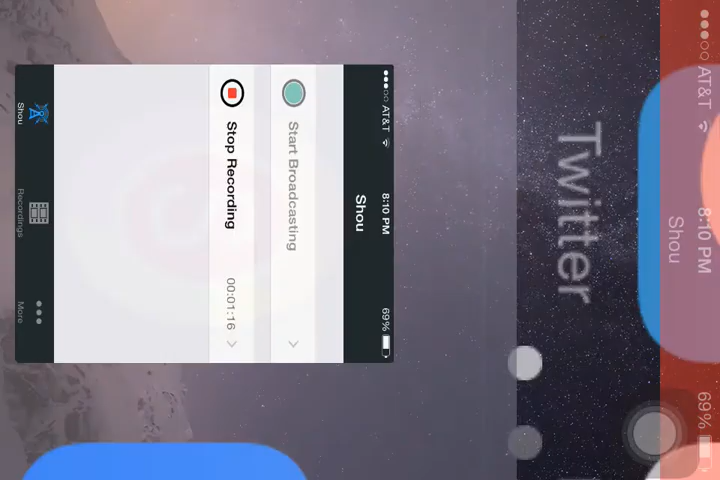 AT&T
8:10 PM
69%
Shou
Start Broadcasting
Stop Recording
00:01:16
Shou
Recordings
More
AT&T
8:10 PM
69%
Shou
Twitter